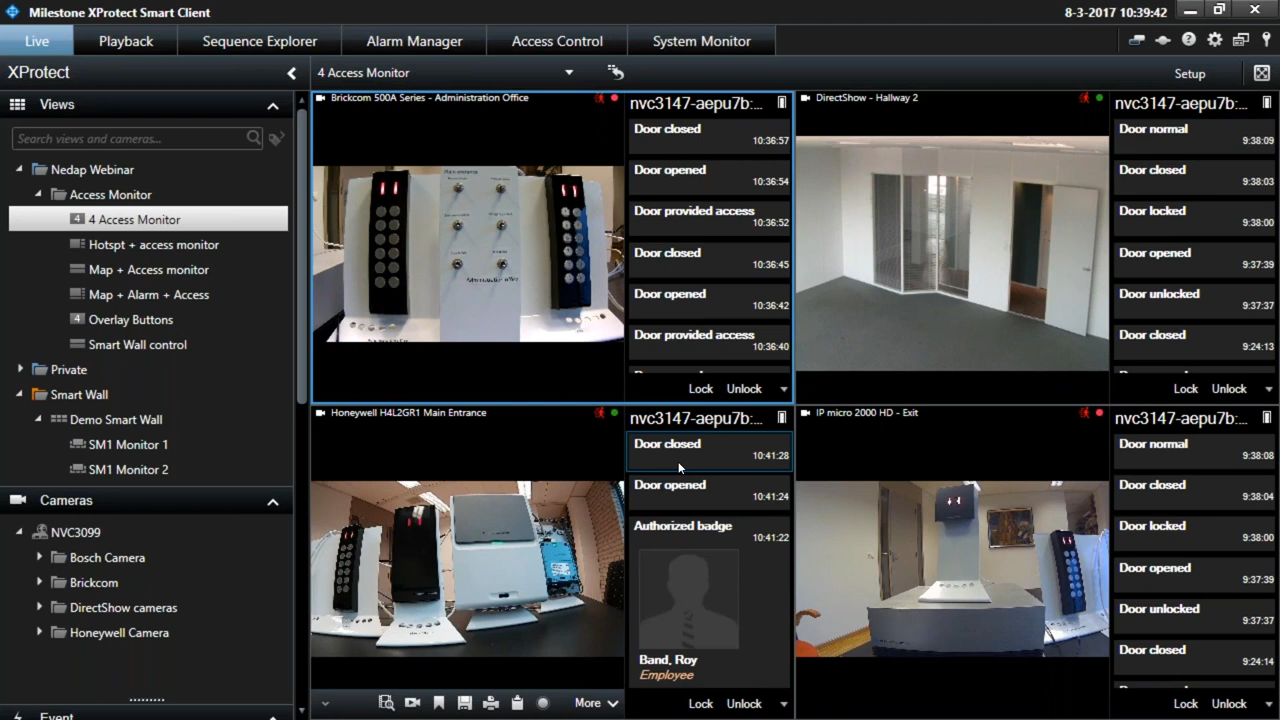 Milestone XProtect Smart Client
8-3-2017 10:39:42
Live
Playback
Sequence Explorer
Alarm Manager
Access Control
System Monitor
XProtect
4 Access Monitor
Setup
Views
Search views and cameras...
Nedap Webinar
Access Monitor
4 4 Access Monitor
Hotspt + access monitor
Map + Access monitor
Map + Alarm + Access
4 Overlay Buttons
Smart Wall control
Private
Smart Wall
Demo Smart Wall
SM1 Monitor 1
SM1 Monitor 2
Cameras
NVC3099
Bosch Camera
Brickcom
DirectShow cameras
Honeywell Camera
Event
Brickcom 500A Series - Administration Office
Main entrance
Administration office
nvc3147-aepu7b:...
Door closed
10:36:57
Door opened
10:36:54
Door provided access
10:36:52
Door closed
10:36:45
Door opened
10:36:42
Door provided access
10:36:40
Lock Unlock
DirectShow - Hallway 2
nvc3147-aepu7b:...
Door normal
9:38:09
Door closed
9:38:03
Door locked
9:38:00
Door opened
9:37:39
Door unlocked
9:37:37
Door closed
9:24:13
Lock Unlock
Honeywell H4L2GR1 Main Entrance
More
nvc3147-aepu7b:...
Door closed
10:41:28
Door opened
10:41:24
Authorized badge
10:41:22
Band, Roy
Employee
Lock Unlock
IP micro 2000 HD - Exit
nvc3147-aepu7b:...
Door normal
9:38:08
Door closed
9:38:04
Door locked
9:38:00
Door opened
9:37:39
Door unlocked
9:37:37
Door closed
9:24:14
Lock Unlock